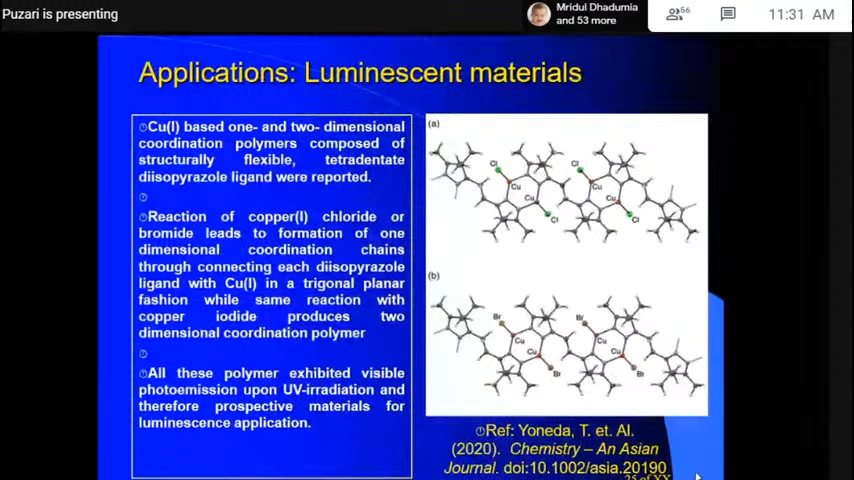 Puzari is presenting
Mridul Dhadumia
and 53 more
56
11:31 AM
Applications: Luminescent materials
Cu(I) based one- and two- dimensional
coordination polymers composed of
structurally flexible, tetradentate
diisopyrazole ligand were reported.
Reaction of copper(I) chloride or
bromide leads to formation of one
dimensional coordination chains
through connecting each diisopyrazole
ligand with Cu(I) in a trigonal planar
fashion while same reaction with
copper iodide produces two
dimensional coordination polymer
All these polymer exhibited visible
photoemission upon UV-irradiation and
therefore prospective materials for
luminescence application.
(a)
Cl Cl
Cu Cu
Cu Cu
Cl Cl
(b)
Br Br
Cu Cu
Cu Cu
Br Br
Ref: Yoneda, T. et. Al.
(2020). Chemistry – An Asian
Journal. doi:10.1002/asia.20190
25 of XX